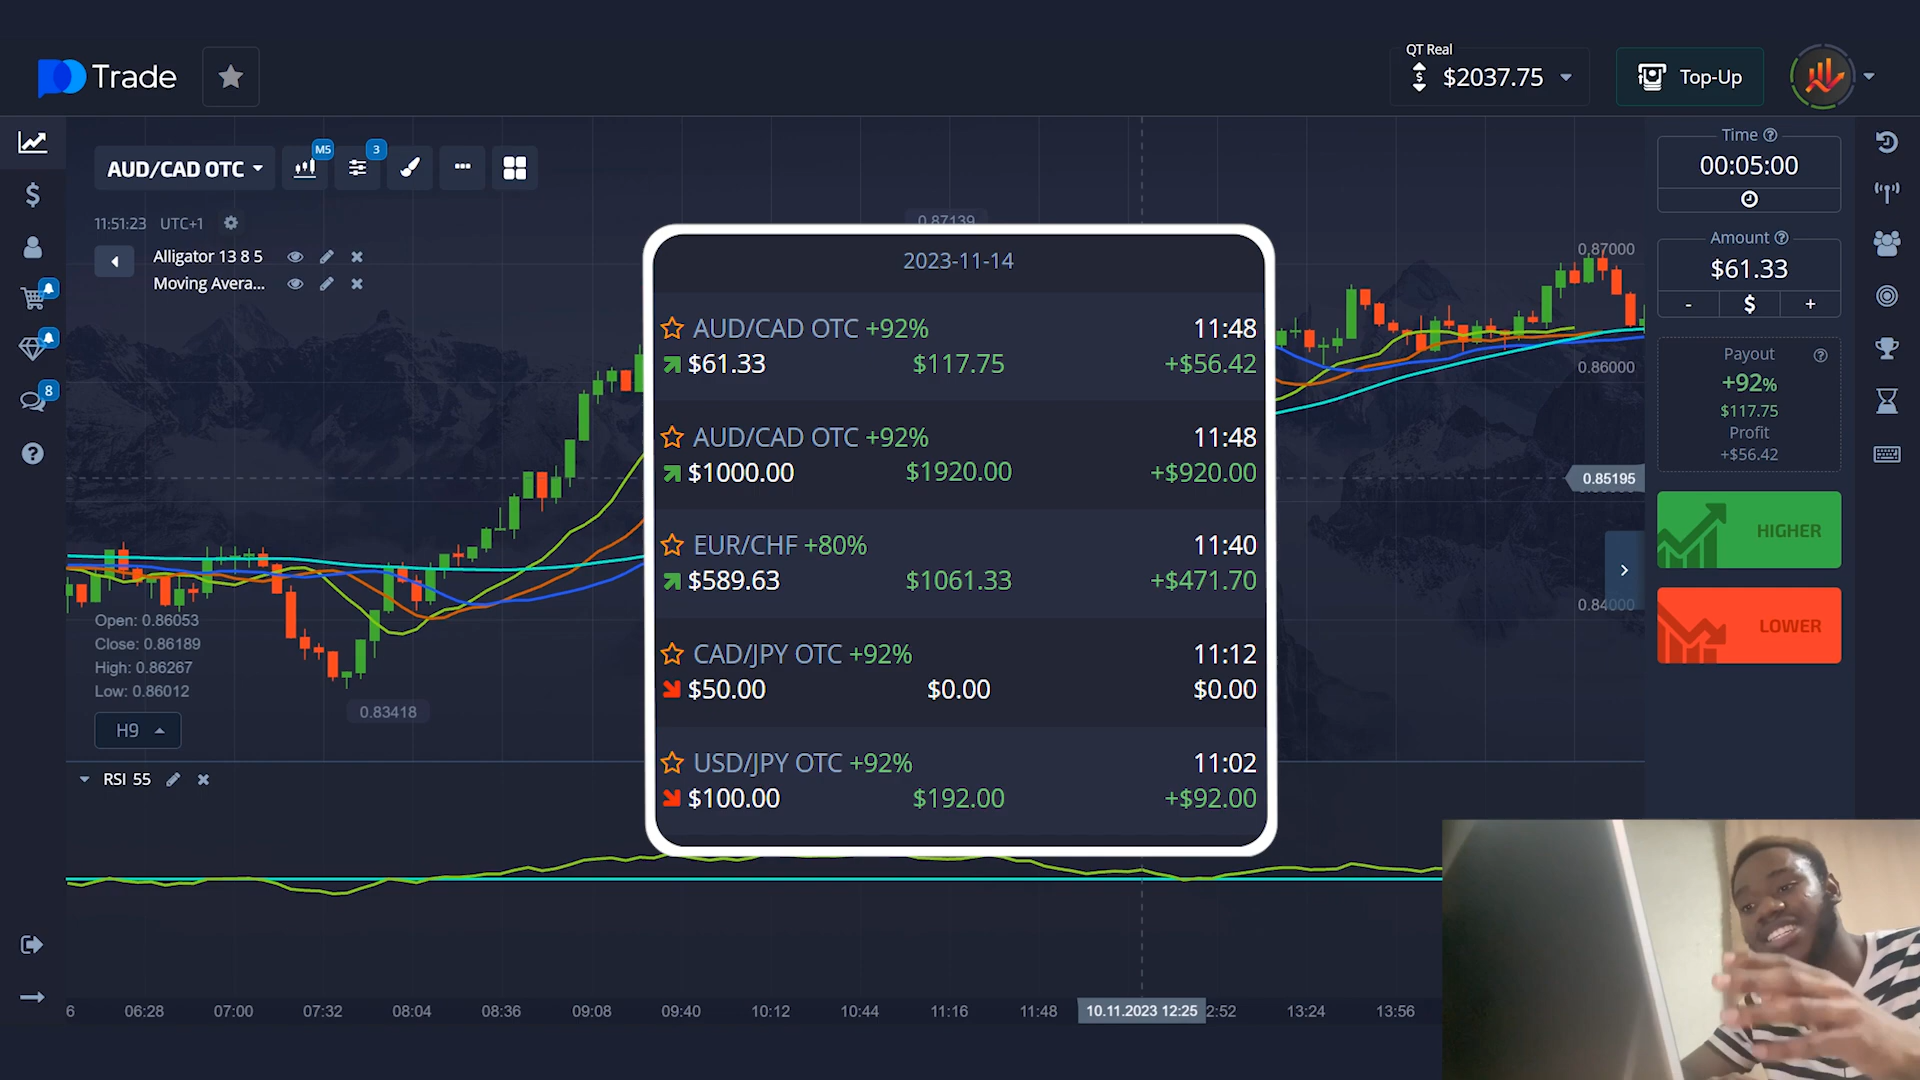 Trade
QT Real
$2037.75
Top-Up
AUD/CAD OTC
M5
3
11:51:23 UTC+1
Alligator 13 8 5
Moving Avera...
8
Open: 0.86053
Close: 0.86189
High: 0.86267
Low: 0.86012
H9
0.83418
0.87139
2023-11-14
AUD/CAD OTC +92% 11:48
$61.33 $117.75 +$56.42
AUD/CAD OTC +92% 11:48
$1000.00 $1920.00 +$920.00
EUR/CHF +80% 11:40
$589.63 $1061.33 +$471.70
CAD/JPY OTC +92% 11:12
$50.00 $0.00 $0.00
USD/JPY OTC +92% 11:02
$100.00 $192.00 +$92.00
0.87000
0.86000
0.85195
0.84000
Time
00:05:00
Amount
$61.33
- $ +
Payout
+92%
$117.75
Profit
+$56.42
HIGHER
LOWER
RSI 55
6 06:28 07:00 07:32 08:04 08:36 09:08 09:40 10:12 10:44 11:16 11:48 10.11.2023 12:25 2:52 13:24 13:56